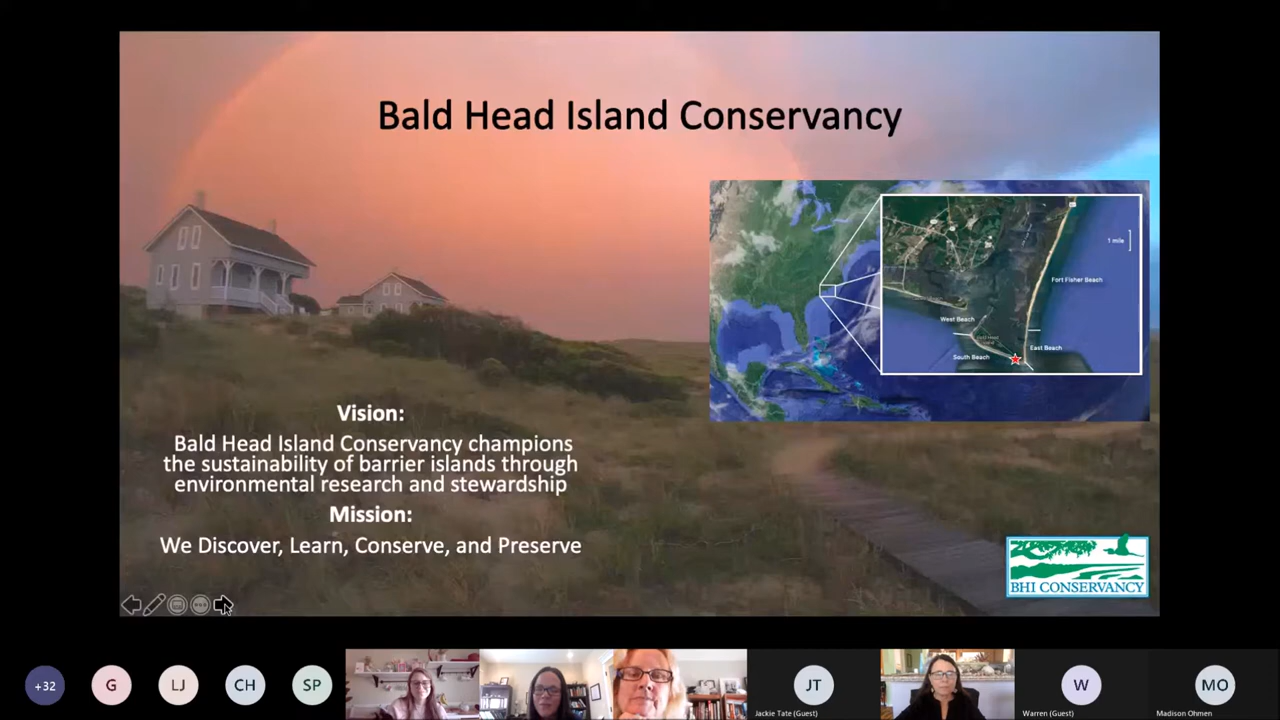 Bald Head Island Conservancy
1 mile
Fort Fisher Beach
West Beach
East Beach
South Beach
Vision:
Bald Head Island Conservancy champions
the sustainability of barrier islands through
environmental research and stewardship
Mission:
We Discover, Learn, Conserve, and Preserve
BHI CONSERVANCY
+32
G
LJ
CH
SP
JT
Jackie Tate (Guest)
W
Warren (Guest)
MO
Madison Ohmen